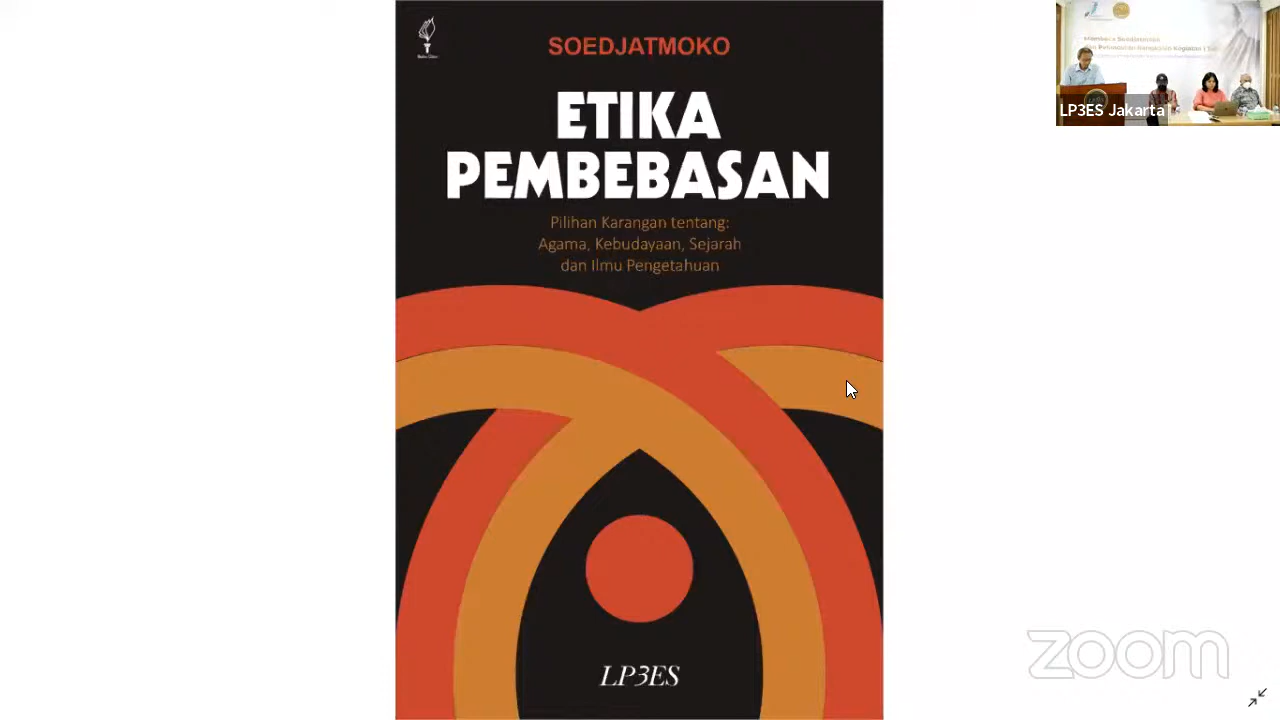 SOEDJATMOKO
ETIKA
PEMBEBASAN
Pilihan Karangan tentang:
Agama, Kebudayaan, Sejarah
dan Ilmu Pengetahuan
LP3ES
LP3ES Jakarta
zoom